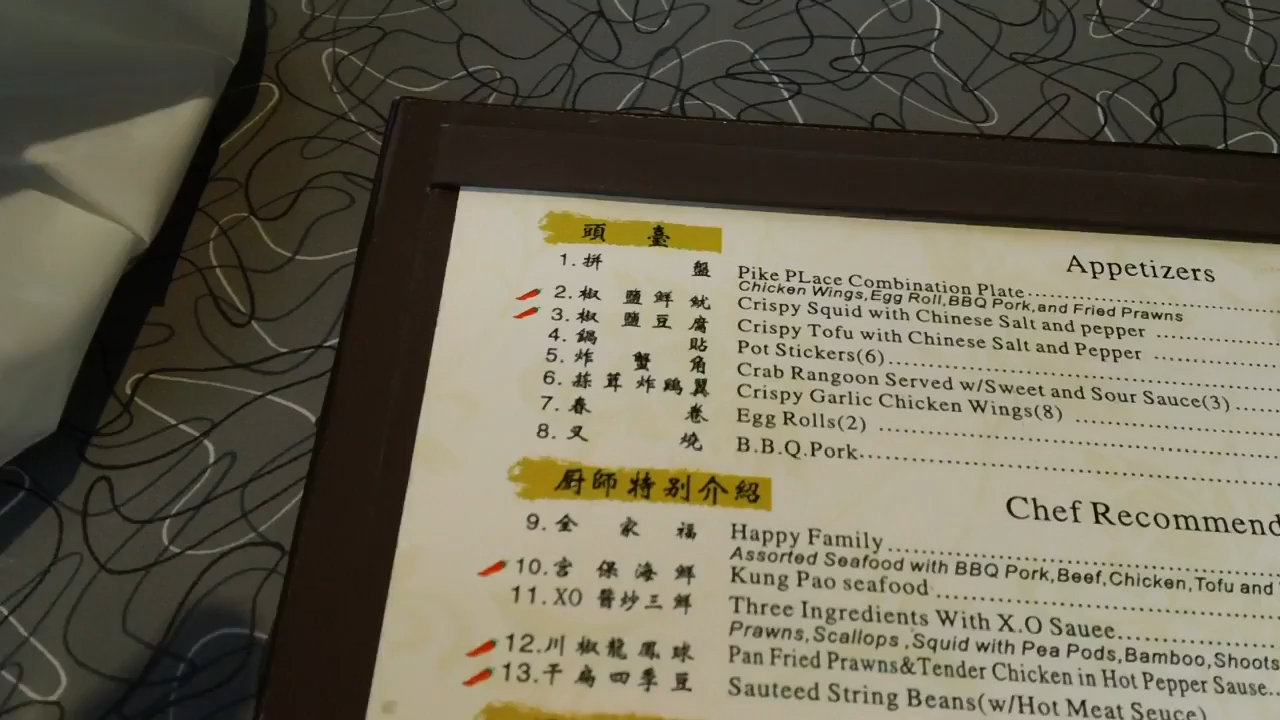 頭 臺
Appetizers
1. 拼 盤 Pike PLace Combination Plate
Chicken Wings,Egg Roll,BBQ Pork,and Fried Prawns
2. 椒 鹽 鮮 魷 Crispy Squid with Chinese Salt and pepper
3. 椒 鹽 豆 腐 Crispy Tofu with Chinese Salt and Pepper
4. 鍋 貼 Pot Stickers(6)
5. 炸 蟹 角 Crab Rangoon Served w/Sweet and Sour Sauce(3)
6. 蒜 茸 炸 鷄 翼 Crispy Garlic Chicken Wings(8)
7. 春 卷 Egg Rolls(2)
8. 叉 燒 B.B.Q.Pork
厨師特别介紹
Chef Recommend
9. 全 家 福 Happy Family
Assorted Seafood with BBQ Pork,Beef,Chicken,Tofu and
10. 宮 保 海 鮮 Kung Pao seafood
11. XO 醬炒三鮮 Three Ingredients With X.O Sauee
Prawns,Scallops ,Squid with Pea Pods,Bamboo,Shoots
12. 川 椒 龍 鳳 球 Pan Fried Prawns&Tender Chicken in Hot Pepper Sause
13. 干 扁 四 季 豆 Sauteed String Beans(w/Hot Meat Seuce)